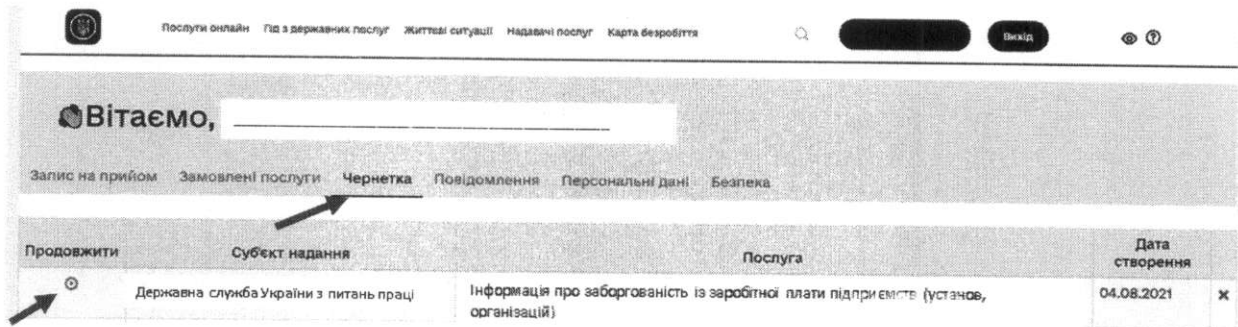 Послуги онлайн Гід з державних послуг Життєві ситуації Надавачі послуг Карта безробіття Вихід
Вітаємо,
Запис на прийом Замовлені послуги Чернетка Повідомлення Персональні дані Безпека
Продовжити Суб'єкт надання Послуга Дата створення
Державна служба України з питань праці Інформація про заборгованість із заробітної плати підприємств (установ, організацій) 04.08.2021